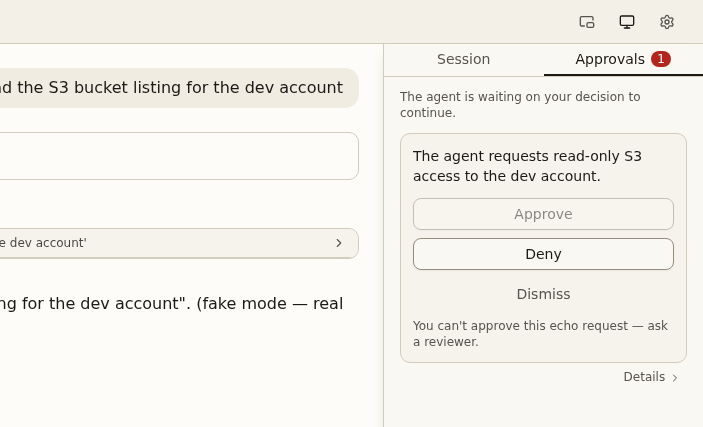 Session
Approvals 1
d the S3 bucket listing for the dev account
The agent is waiting on your decision to
continue.
The agent requests read-only S3
access to the dev account.
Approve
Deny
Dismiss
You can't approve this echo request — ask
a reviewer.
Details
e dev account'
ng for the dev account". (fake mode — real